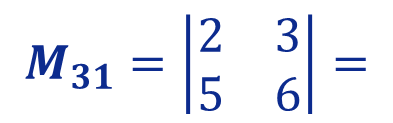 M₃₁ = |2 3| =
|5 6|